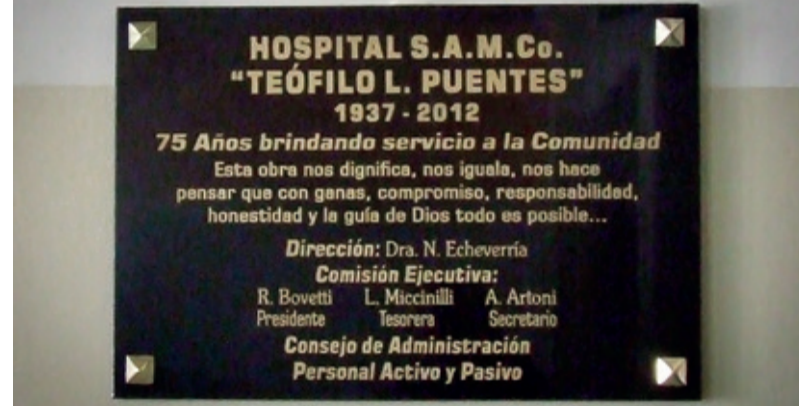 HOSPITAL S.A.M.Co.
"TEÓFILO L. PUENTES"
1937 - 2012
75 Años brindando servicio a la Comunidad
Esta obra nos dignifica, nos iguala, nos hace
pensar que con ganas, compromiso, responsabilidad,
honestidad y la guía de Dios todo es posible...
Dirección: Dra. N. Echeverría
Comisión Ejecutiva:
R. Bovetti L. Miccinilli A. Artoni
Presidente Tesorera Secretario
Consejo de Administración
Personal Activo y Pasivo